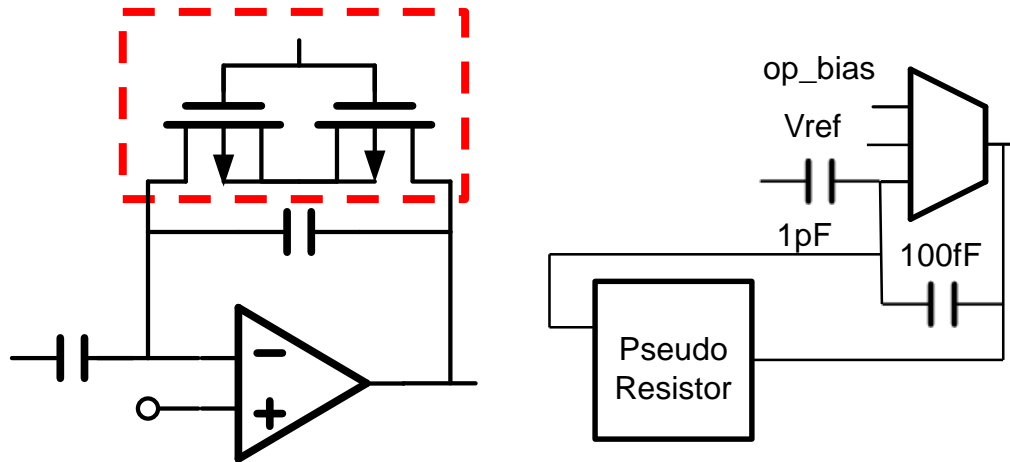 op_bias
Vref
1pF
100fF
Pseudo
Resistor